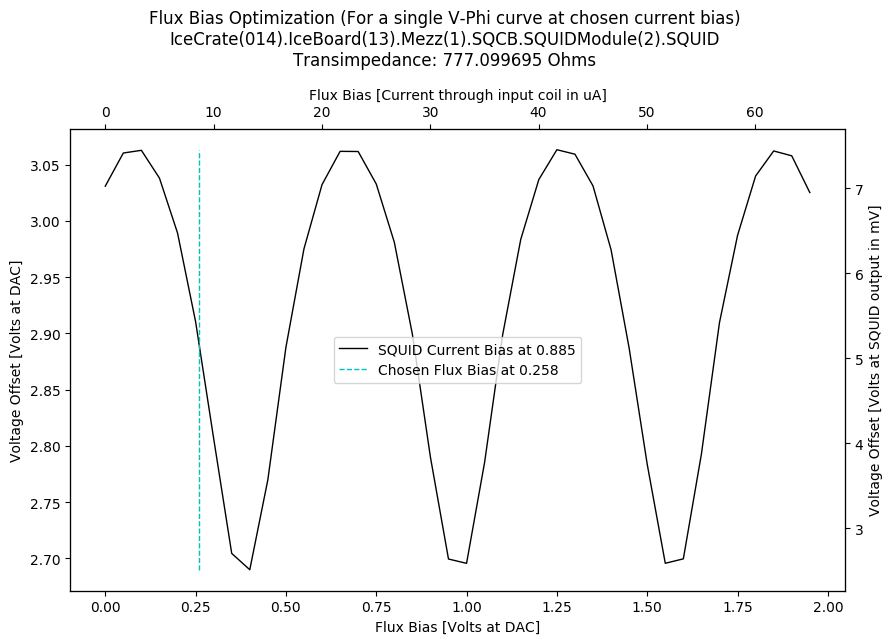 Flux Bias Optimization (For a single V-Phi curve at chosen current bias)
IceCrate(014).IceBoard(13).Mezz(1).SQCB.SQUIDModule(2).SQUID
Transimpedance: 777.099695 Ohms
Flux Bias [Current through input coil in uA]
0 10 20 30 40 50 60
Voltage Offset [Volts at DAC]
3.05
3.00
2.95
2.90
2.85
2.80
2.75
2.70
SQUID Current Bias at 0.885
Chosen Flux Bias at 0.258
7
6
5
4
3
Voltage Offset [Volts at SQUID output in mV]
0.00 0.25 0.50 0.75 1.00 1.25 1.50 1.75 2.00
Flux Bias [Volts at DAC]